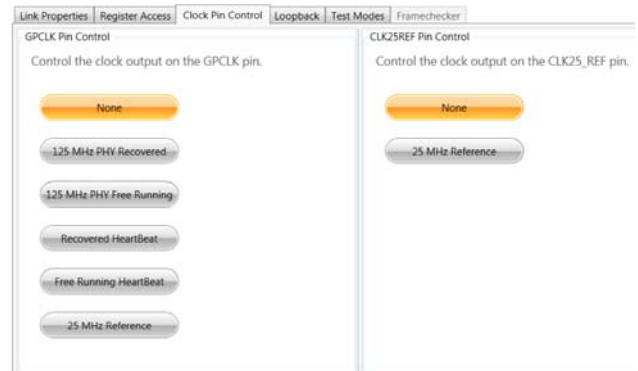 Link Properties Register Access Clock Pin Control Loopback Test Modes Framechecker
GPCLK Pin Control
Control the clock output on the GPCLK pin.
None
125 MHz PHY Recovered
125 MHz PHY Free Running
Recovered HeartBeat
Free Running HeartBeat
25 MHz Reference
CLK25REF Pin Control
Control the clock output on the CLK25_REF pin.
None
25 MHz Reference